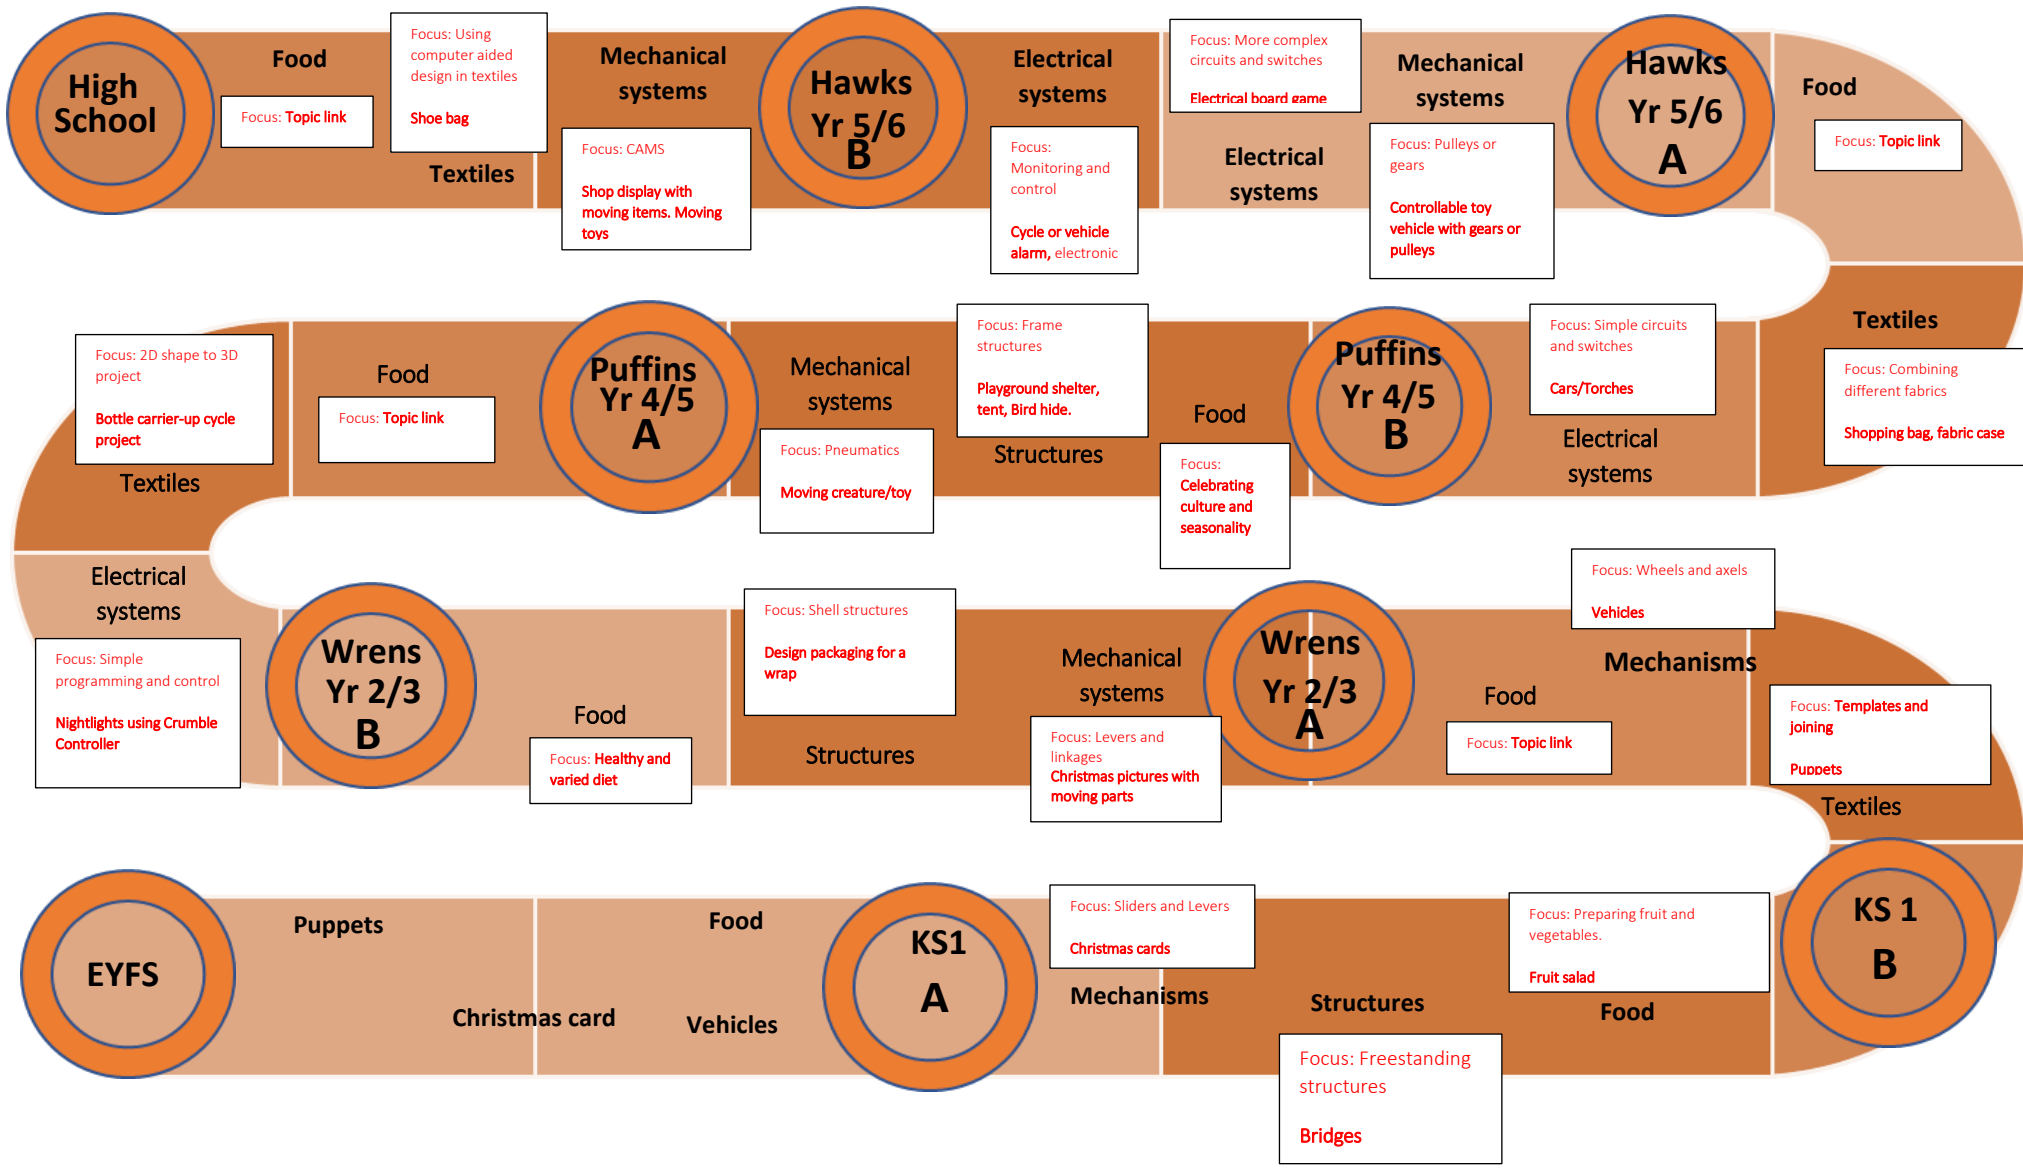 High
School
Food
Focus: Topic link
Focus: Using
computer aided
design in textiles
Shoe bag
Textiles
Mechanical
systems
Focus: CAMS
Shop display with
moving items. Moving
toys
Hawks
Yr 5/6
B
Electrical
systems
Focus:
Monitoring and
control
Cycle or vehicle
alarm, electronic
Focus: More complex
circuits and switches
Electrical board game
Electrical
systems
Mechanical
systems
Focus: Pulleys or
gears
Controllable toy
vehicle with gears or
pulleys
Hawks
Yr 5/6
A
Food
Focus: Topic link
Focus: 2D shape to 3D
project
Bottle carrier-up cycle
project
Textiles
Food
Focus: Topic link
Puffins
Yr 4/5
A
Mechanical
systems
Focus: Pneumatics
Moving creature/toy
Focus: Frame
structures
Playground shelter,
tent, Bird hide.
Structures
Food
Focus:
Celebrating
culture and
seasonality
Puffins
Yr 4/5
B
Focus: Simple circuits
and switches
Cars/Torches
Electrical
systems
Textiles
Focus: Combining
different fabrics
Shopping bag, fabric case
Electrical
systems
Focus: Simple
programming and control
Nightlights using Crumble
Controller
Wrens
Yr 2/3
B
Food
Focus: Healthy and
varied diet
Focus: Shell structures
Design packaging for a
wrap
Structures
Mechanical
systems
Focus: Levers and
linkages
Christmas pictures with
moving parts
Wrens
Yr 2/3
A
Food
Focus: Topic link
Focus: Wheels and axels
Vehicles
Mechanisms
Focus: Templates and
joining
Puppets
Textiles
EYFS
Puppets
Christmas card
Food
Vehicles
KS1
A
Focus: Sliders and Levers
Christmas cards
Mechanisms
Structures
Focus: Freestanding
structures
Bridges
Focus: Preparing fruit and
vegetables.
Fruit salad
Food
KS 1
B